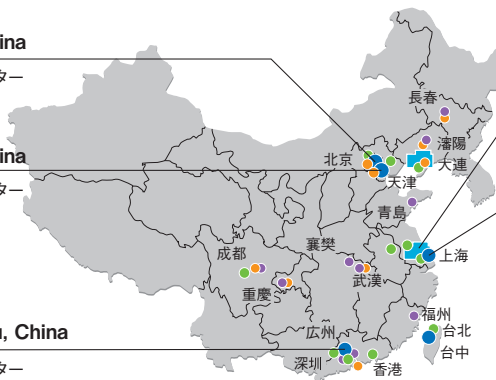 ina
ター
ina
ター
, China
ター
長春
瀋陽
大連
北京
天津
青島
成都
襄樊
上海
重慶
武漢
福州
広州
台北
台中
深圳
香港